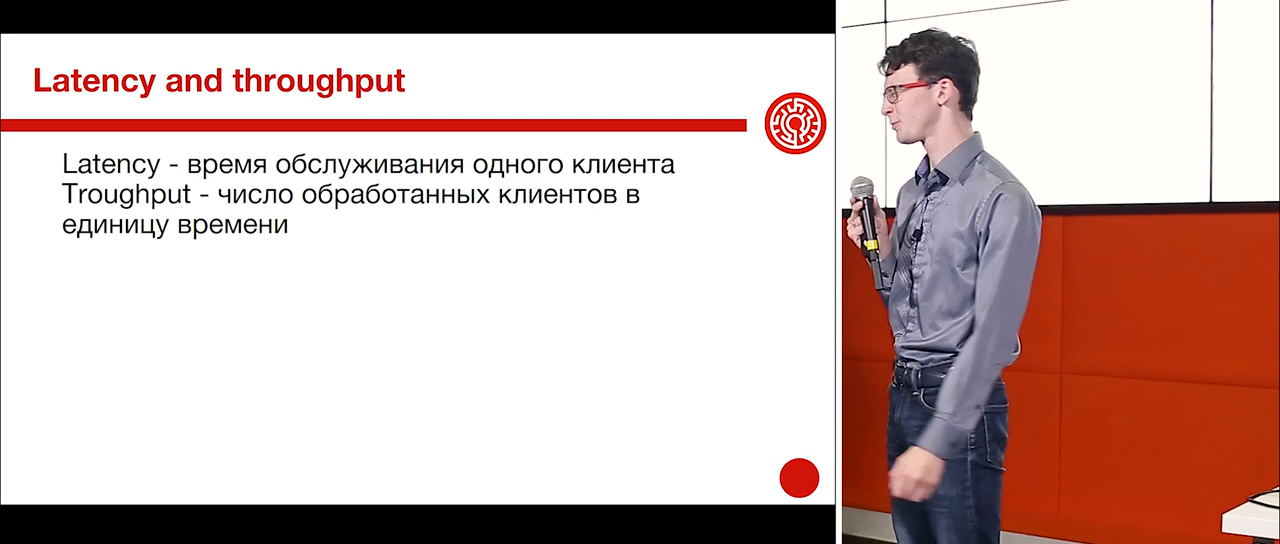 Latency and throughput
Latency - время обслуживания одного клиента
Troughput - число обработанных клиентов в
единицу времени